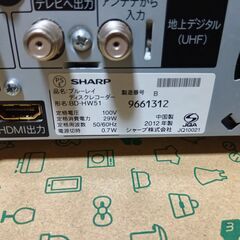 テレビへ出力
アンテナから入力
地上デジタル
(UHF)
PS
E
SHARP
ブルーレイ
ディスクレコーダー
形名:BD-HW51
定格電圧 100V
定格消費電力 29W
定格周波数 50/60Hz
電源切時 0.7W
製造番号 B
9661312
中国製
2012年製
シャープ株式会社
JQA
JQ10021
HDMI出力